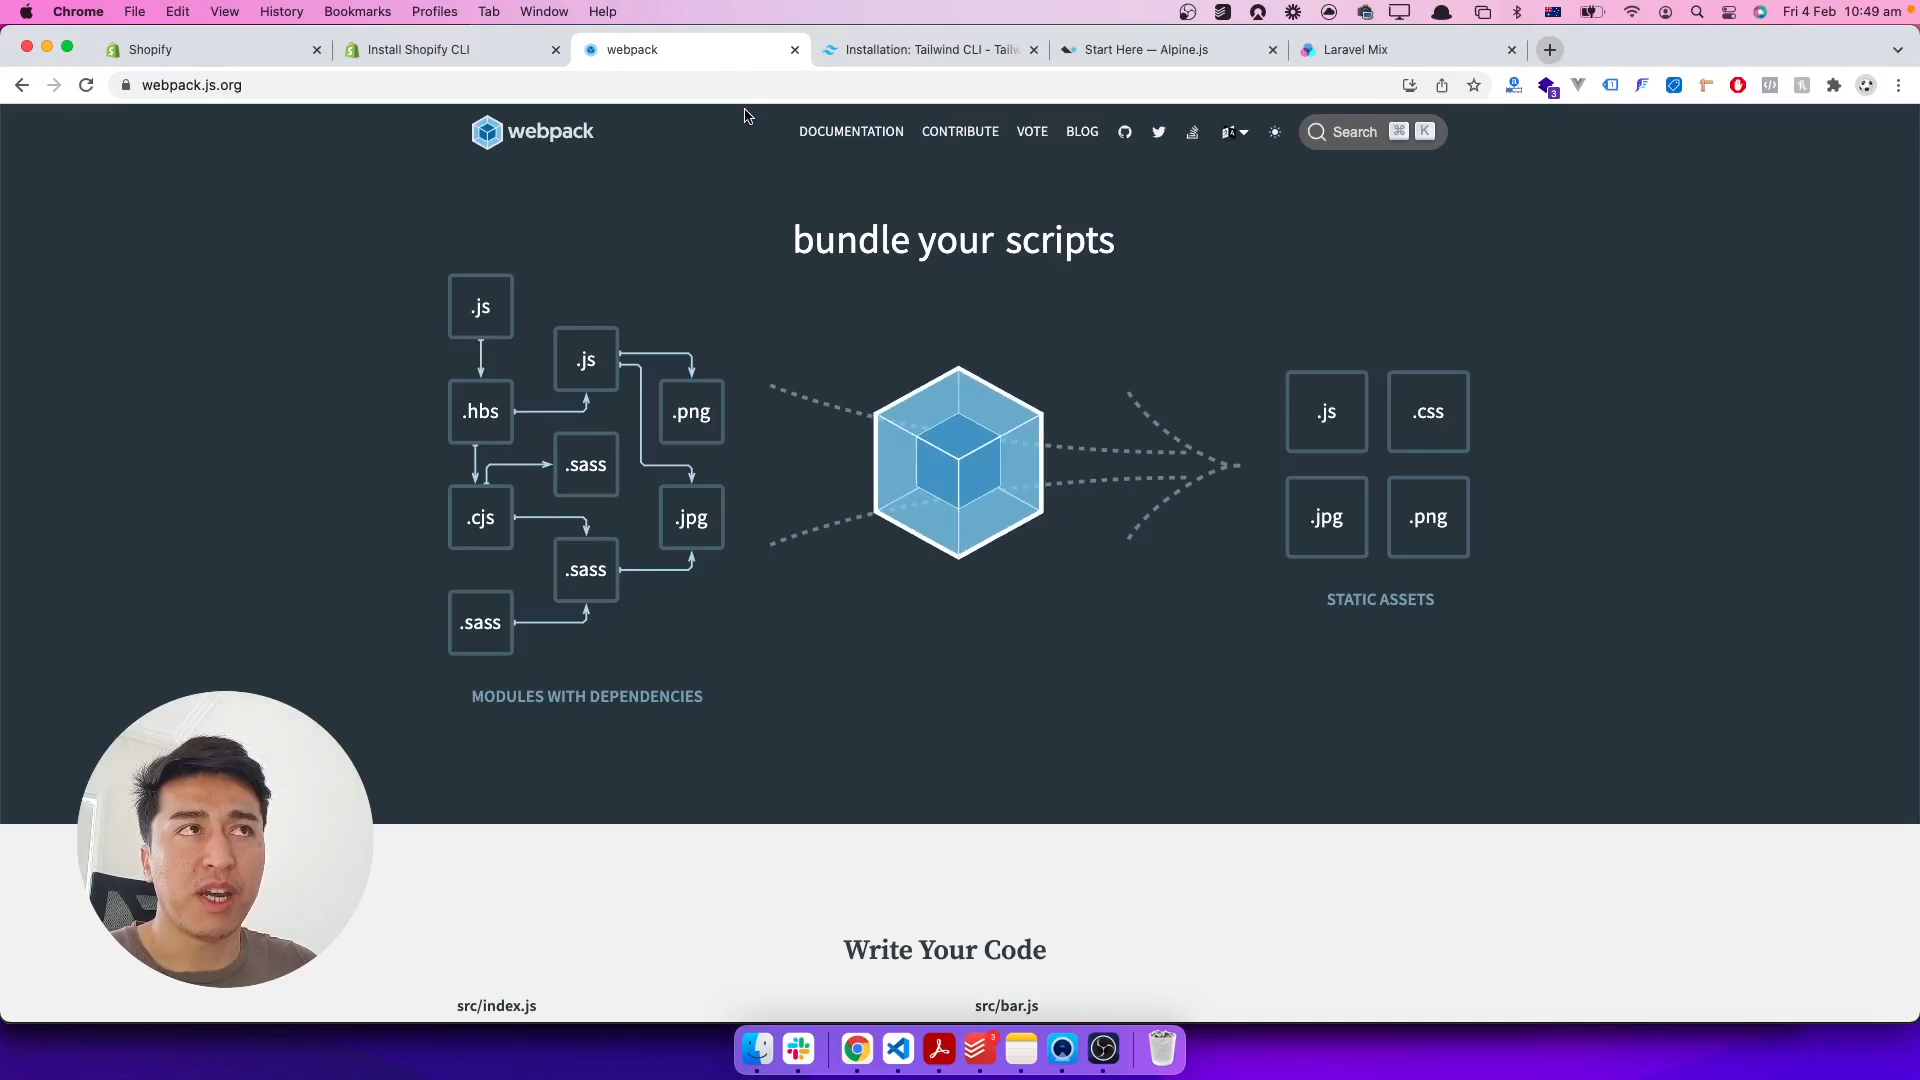 Chrome File Edit View History Bookmarks Profiles Tab Window Help Fri 4 Feb 10:49 am
Shopify Install Shopify CLI webpack Installation: Tailwind CLI - Tailw Start Here — Alpine.js Laravel Mix
webpack.js.org
3
webpack DOCUMENTATION CONTRIBUTE VOTE BLOG Search ⌘ K
bundle your scripts
.js
.js
.hbs .png
.sass
.cjs .jpg
.sass
.sass
MODULES WITH DEPENDENCIES
.js .css
.jpg .png
STATIC ASSETS
Write Your Code
src/index.js src/bar.js
3